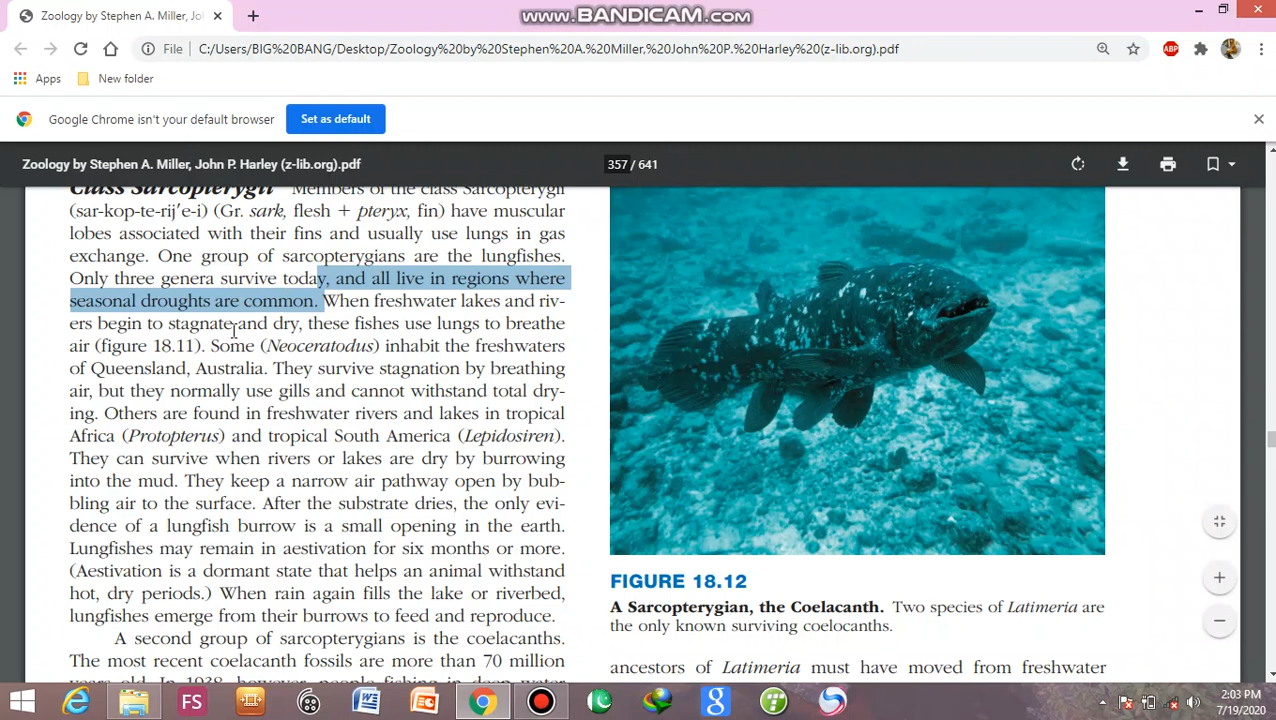 www.BANDICAM.com
Zoology by Stephen A. Miller, Jol
File
C:/Users/BIG%20BANG/Desktop/Zoology%20by%20Stephen%20A.%20Miller,%20John%20P.%20Harley%20(z-lib.org).pdf
ABP
Apps
New folder
Google Chrome isn't your default browser
Set as default
Zoology by Stephen A. Miller, John P. Harley (z-lib.org).pdf
357 / 641
Class Sarcopterygii Members of the class Sarcopterygii
(sar-kop-te-rij′e-i) (Gr. sark, flesh + pteryx, fin) have muscular
lobes associated with their fins and usually use lungs in gas
exchange. One group of sarcopterygians are the lungfishes.
Only three genera survive today, and all live in regions where
seasonal droughts are common. When freshwater lakes and riv-
ers begin to stagnate and dry, these fishes use lungs to breathe
air (figure 18.11). Some (Neoceratodus) inhabit the freshwaters
of Queensland, Australia. They survive stagnation by breathing
air, but they normally use gills and cannot withstand total dry-
ing. Others are found in freshwater rivers and lakes in tropical
Africa (Protopterus) and tropical South America (Lepidosiren).
They can survive when rivers or lakes are dry by burrowing
into the mud. They keep a narrow air pathway open by bub-
bling air to the surface. After the substrate dries, the only evi-
dence of a lungfish burrow is a small opening in the earth.
Lungfishes may remain in aestivation for six months or more.
(Aestivation is a dormant state that helps an animal withstand
hot, dry periods.) When rain again fills the lake or riverbed,
lungfishes emerge from their burrows to feed and reproduce.
A second group of sarcopterygians is the coelacanths.
The most recent coelacanth fossils are more than 70 million
years old. In 1938, however, people fishing in deep water
FIGURE 18.12
A Sarcopterygian, the Coelacanth. Two species of Latimeria are
the only known surviving coelocanths.
ancestors of Latimeria must have moved from freshwater
FS
2:03 PM
7/19/2020